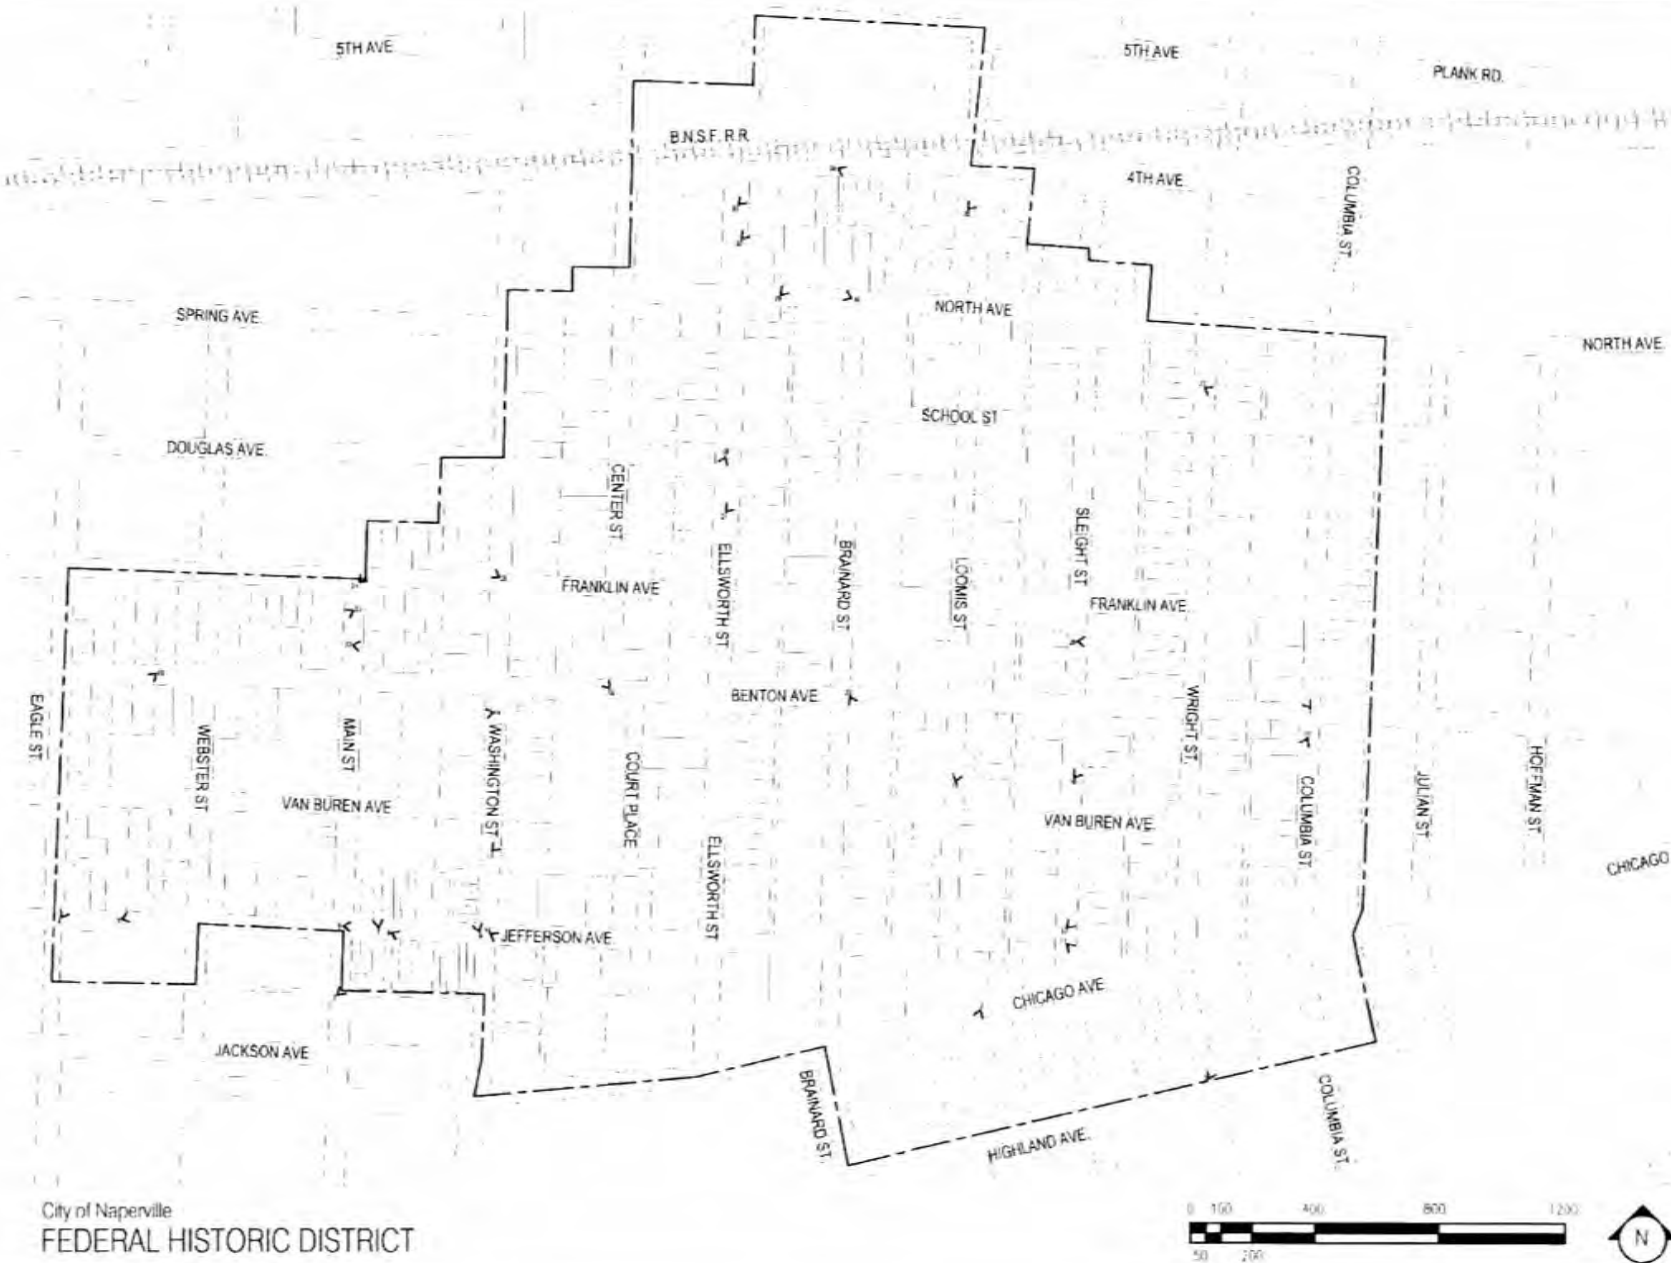 5TH AVE
5TH AVE
PLANK RD.
B.N.S.F. R.R.
4TH AVE
COLUMBIA ST.
SPRING AVE.
NORTH AVE
NORTH AVE.
SCHOOL ST
DOUGLAS AVE.
CENTER ST
SLEIGHT ST
ELLSWORTH ST
BRAINARD ST
LOOMIS ST
FRANKLIN AVE
FRANKLIN AVE.
BENTON AVE.
EAGLE ST.
WEBSTER ST
MAIN ST
WASHINGTON ST
COURT PLACE
WRIGHT ST.
COLUMBIA ST.
JULIAN ST
HOFFMAN ST
VAN BUREN AVE
VAN BUREN AVE.
ELLSWORTH ST
CHICAGO
JEFFERSON AVE.
CHICAGO AVE
JACKSON AVE
BRAINARD ST.
HIGHLAND AVE.
COLUMBIA ST.
City of Naperville
FEDERAL HISTORIC DISTRICT
0 100 400 800 1200
50 200
N